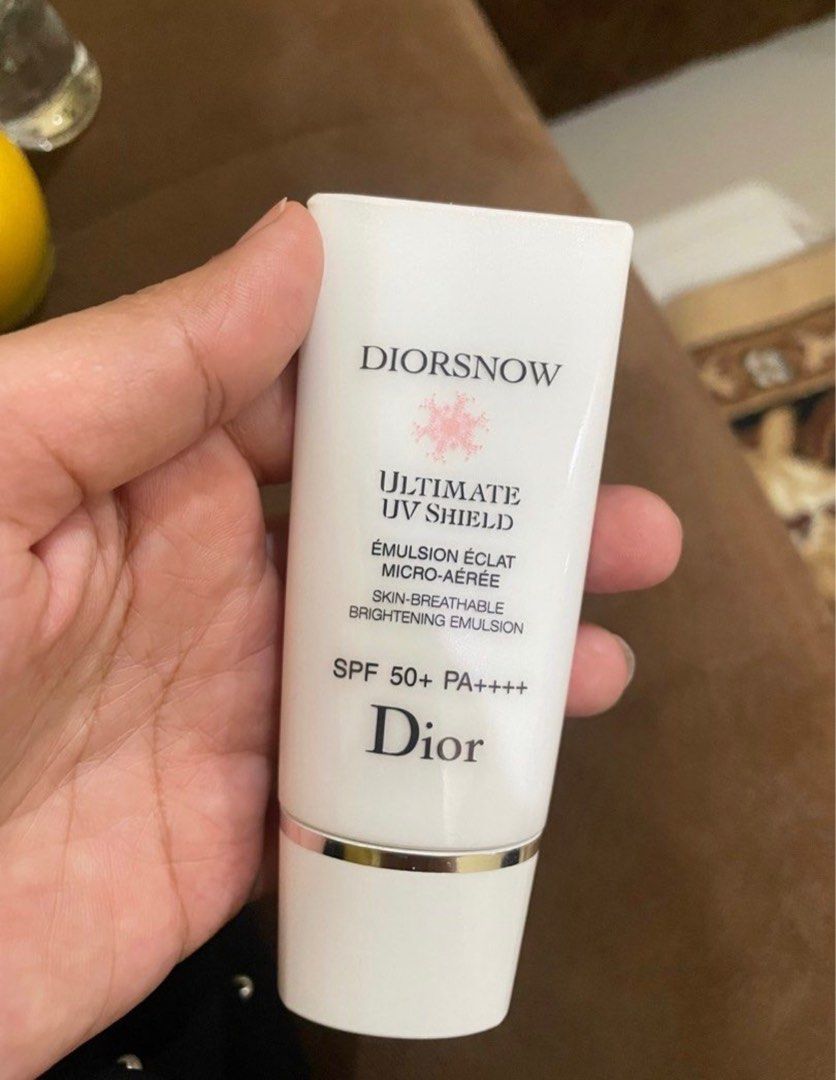 DIORSNOW
ULTIMATE
UV SHIELD
ÉMULSION ÉCLAT
MICRO-AÉRÉE
SKIN-BREATHABLE
BRIGHTENING EMULSION
SPF 50+ PA++++
Dior